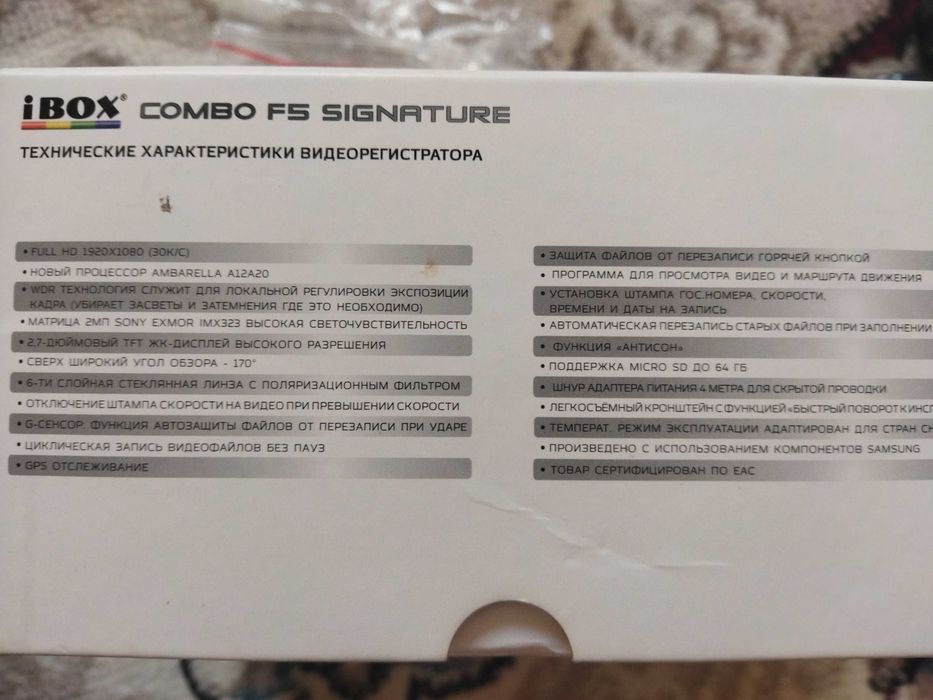 iBOX® COMBO F5 SIGNATURE
ТЕХНИЧЕСКИЕ ХАРАКТЕРИСТИКИ ВИДЕОРЕГИСТРАТОРА
• FULL HD 1920X1080 (30К/С)
• НОВЫЙ ПРОЦЕССОР AMBARELLA A12A20
• WDR ТЕХНОЛОГИЯ СЛУЖИТ ДЛЯ ЛОКАЛЬНОЙ РЕГУЛИРОВКИ ЭКСПОЗИЦИИ
КАДРА (УБИРАЕТ ЗАСВЕТЫ И ЗАТЕМНЕНИЯ ГДЕ ЭТО НЕОБХОДИМО)
• МАТРИЦА 2МП SONY EXMOR IMX323 ВЫСОКАЯ СВЕТОЧУВСТВИТЕЛЬНОСТЬ
• 2,7-ДЮЙМОВЫЙ TFT ЖК-ДИСПЛЕЙ ВЫСОКОГО РАЗРЕШЕНИЯ
• СВЕРХ ШИРОКИЙ УГОЛ ОБЗОРА - 170°
• 6-ТИ СЛОЙНАЯ СТЕКЛЯННАЯ ЛИНЗА С ПОЛЯРИЗАЦИОННЫМ ФИЛЬТРОМ
• ОТКЛЮЧЕНИЕ ШТАМПА СКОРОСТИ НА ВИДЕО ПРИ ПРЕВЫШЕНИИ СКОРОСТИ
• G-СЕНСОР. ФУНКЦИЯ АВТОЗАЩИТЫ ФАЙЛОВ ОТ ПЕРЕЗАПИСИ ПРИ УДАРЕ
• ЦИКЛИЧЕСКАЯ ЗАПИСЬ ВИДЕОФАЙЛОВ БЕЗ ПАУЗ
• GPS ОТСЛЕЖИВАНИЕ
• ЗАЩИТА ФАЙЛОВ ОТ ПЕРЕЗАПИСИ ГОРЯЧЕЙ КНОПКОЙ
• ПРОГРАММА ДЛЯ ПРОСМОТРА ВИДЕО И МАРШРУТА ДВИЖЕНИЯ
• УСТАНОВКА ШТАМПА ГОС.НОМЕРА, СКОРОСТИ,
ВРЕМЕНИ И ДАТЫ НА ЗАПИСЬ
• АВТОМАТИЧЕСКАЯ ПЕРЕЗАПИСЬ СТАРЫХ ФАЙЛОВ ПРИ ЗАПОЛНЕНИИ
• ФУНКЦИЯ «АНТИСОН»
• ПОДДЕРЖКА MICRO SD ДО 64 ГБ
• ШНУР АДАПТЕРА ПИТАНИЯ 4 МЕТРА ДЛЯ СКРЫТОЙ ПРОВОДКИ
• ЛЕГКОСЪЁМНЫЙ КРОНШТЕЙН С ФУНКЦИЕЙ «БЫСТРЫЙ ПОВОРОТ
• ТЕМПЕРАТ. РЕЖИМ ЭКСПЛУАТАЦИИ АДАПТИРОВАН ДЛЯ СТРАН
• ПРОИЗВЕДЕНО С ИСПОЛЬЗОВАНИЕМ КОМПОНЕНТОВ SAMSUNG
• ТОВАР СЕРТИФИЦИРОВАН ПО ЕАС